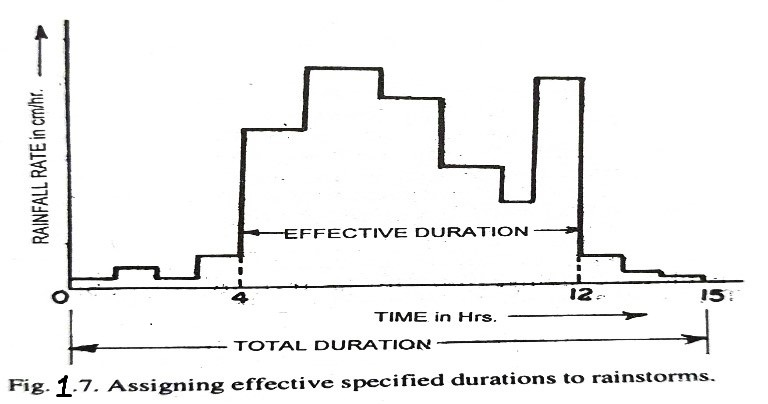 RAINFALL RATE in cm/hr.
EFFECTIVE DURATION
0 4 12 15
TIME in Hrs.
TOTAL DURATION
Fig. 1.7. Assigning effective specified durations to rainstorms.